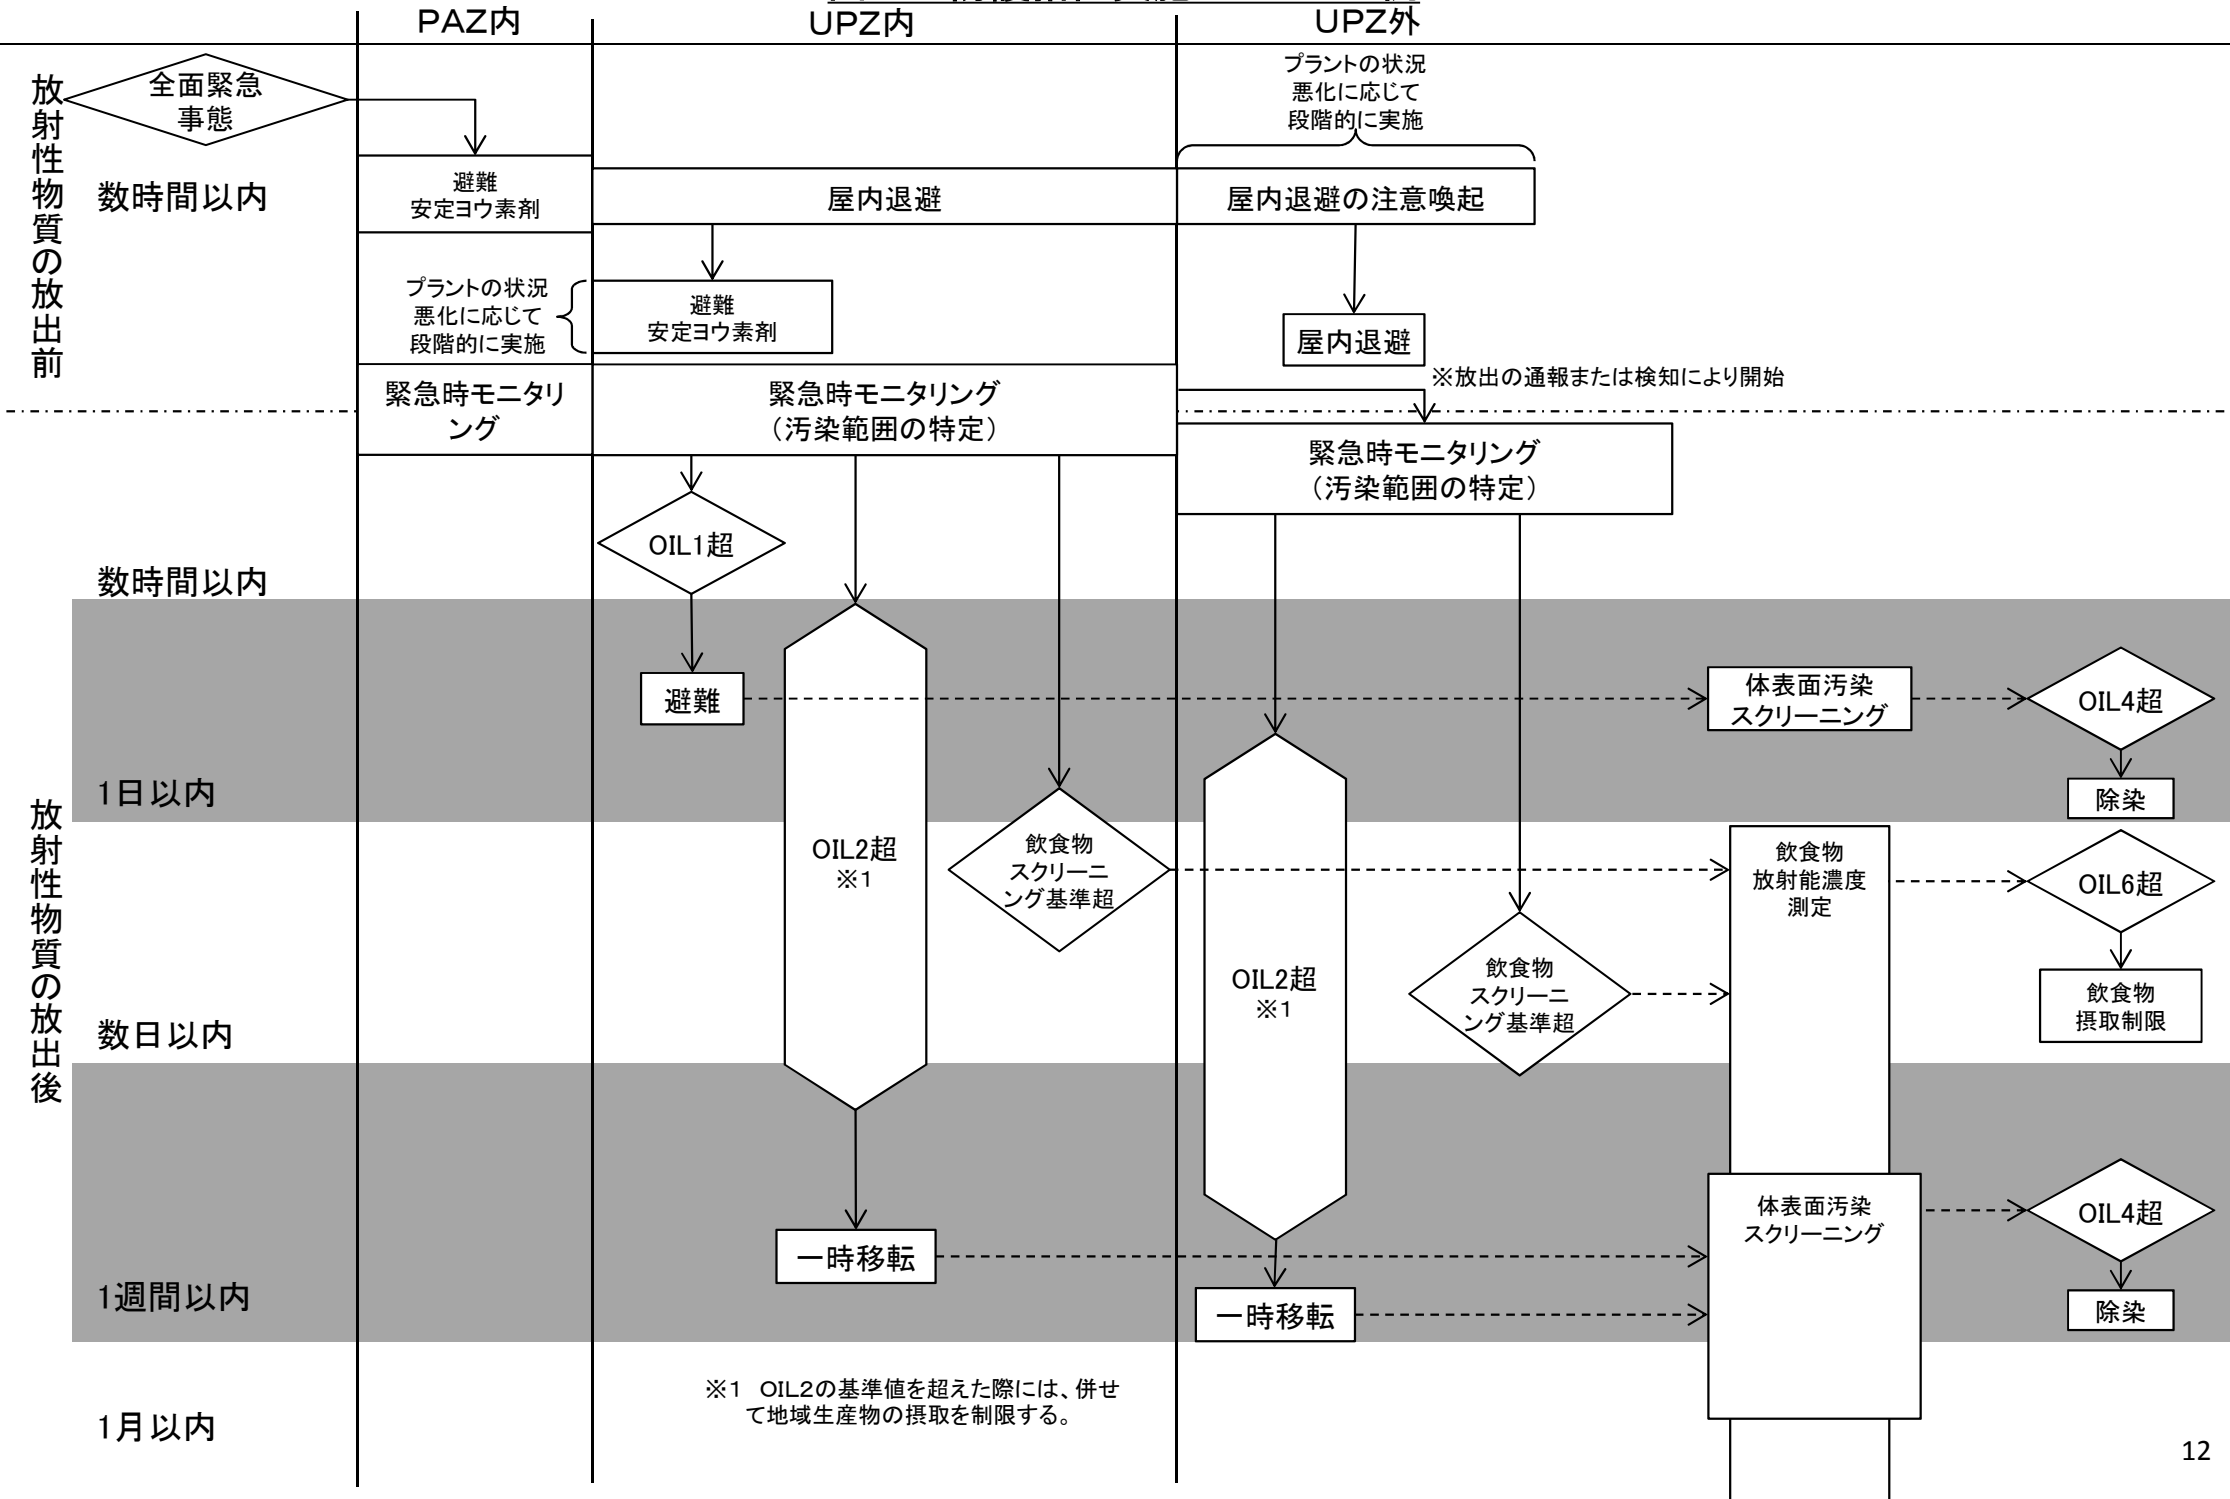 PAZ内
UPZ内
UPZ外
放射性物質の放出前
全面緊急
事態
プラントの状況
悪化に応じて
段階的に実施
数時間以内
避難
安定ヨウ素剤
屋内退避
屋内退避の注意喚起
プラントの状況
悪化に応じて
段階的に実施
避難
安定ヨウ素剤
屋内退避
※放出の通報または検知により開始
緊急時モニタリ
ング
緊急時モニタリング
（汚染範囲の特定）
緊急時モニタリング
（汚染範囲の特定）
放射性物質の放出後
OIL1超
数時間以内
避難
体表面汚染
スクリーニング
OIL4超
1日以内
除染
OIL2超
※1
飲食物
スクリーニ
ング基準超
飲食物
放射能濃度
測定
OIL6超
OIL2超
※1
飲食物
スクリーニ
ング基準超
飲食物
摂取制限
数日以内
体表面汚染
スクリーニング
OIL4超
一時移転
1週間以内
一時移転
除染
※1 OIL2の基準値を超えた際には、併せ
て地域生産物の摂取を制限する。
1月以内
12